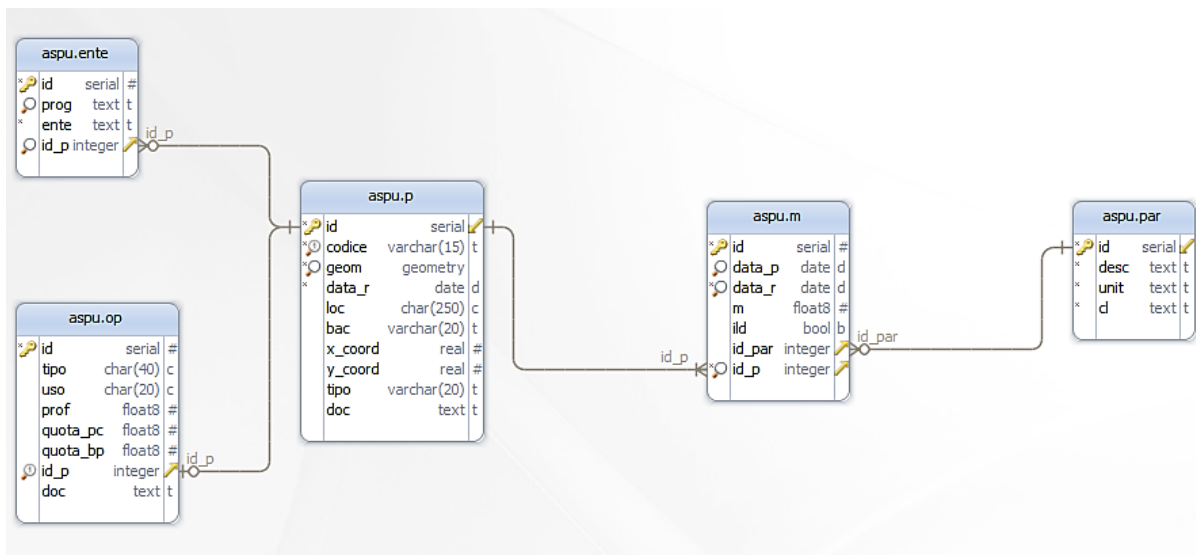 aspu.ente
id serial #
prog text t
ente text t
id_p integer
id_p
aspu.op
id serial #
tipo char(40) c
uso char(20) c
prof float8 #
quota_pc float8 #
quota_bp float8 #
id_p integer
doc text t
id_p
aspu.p
id serial
codice varchar(15) t
geom geometry
data_r date d
loc char(250) c
bac varchar(20) t
x_coord real #
y_coord real #
tipo varchar(20) t
doc text t
id_p
aspu.m
id serial #
data_p date d
data_r date d
m float8 #
ild bool b
id_par integer
id_p integer
id_par
aspu.par
id serial
desc text t
unit text t
cl text t